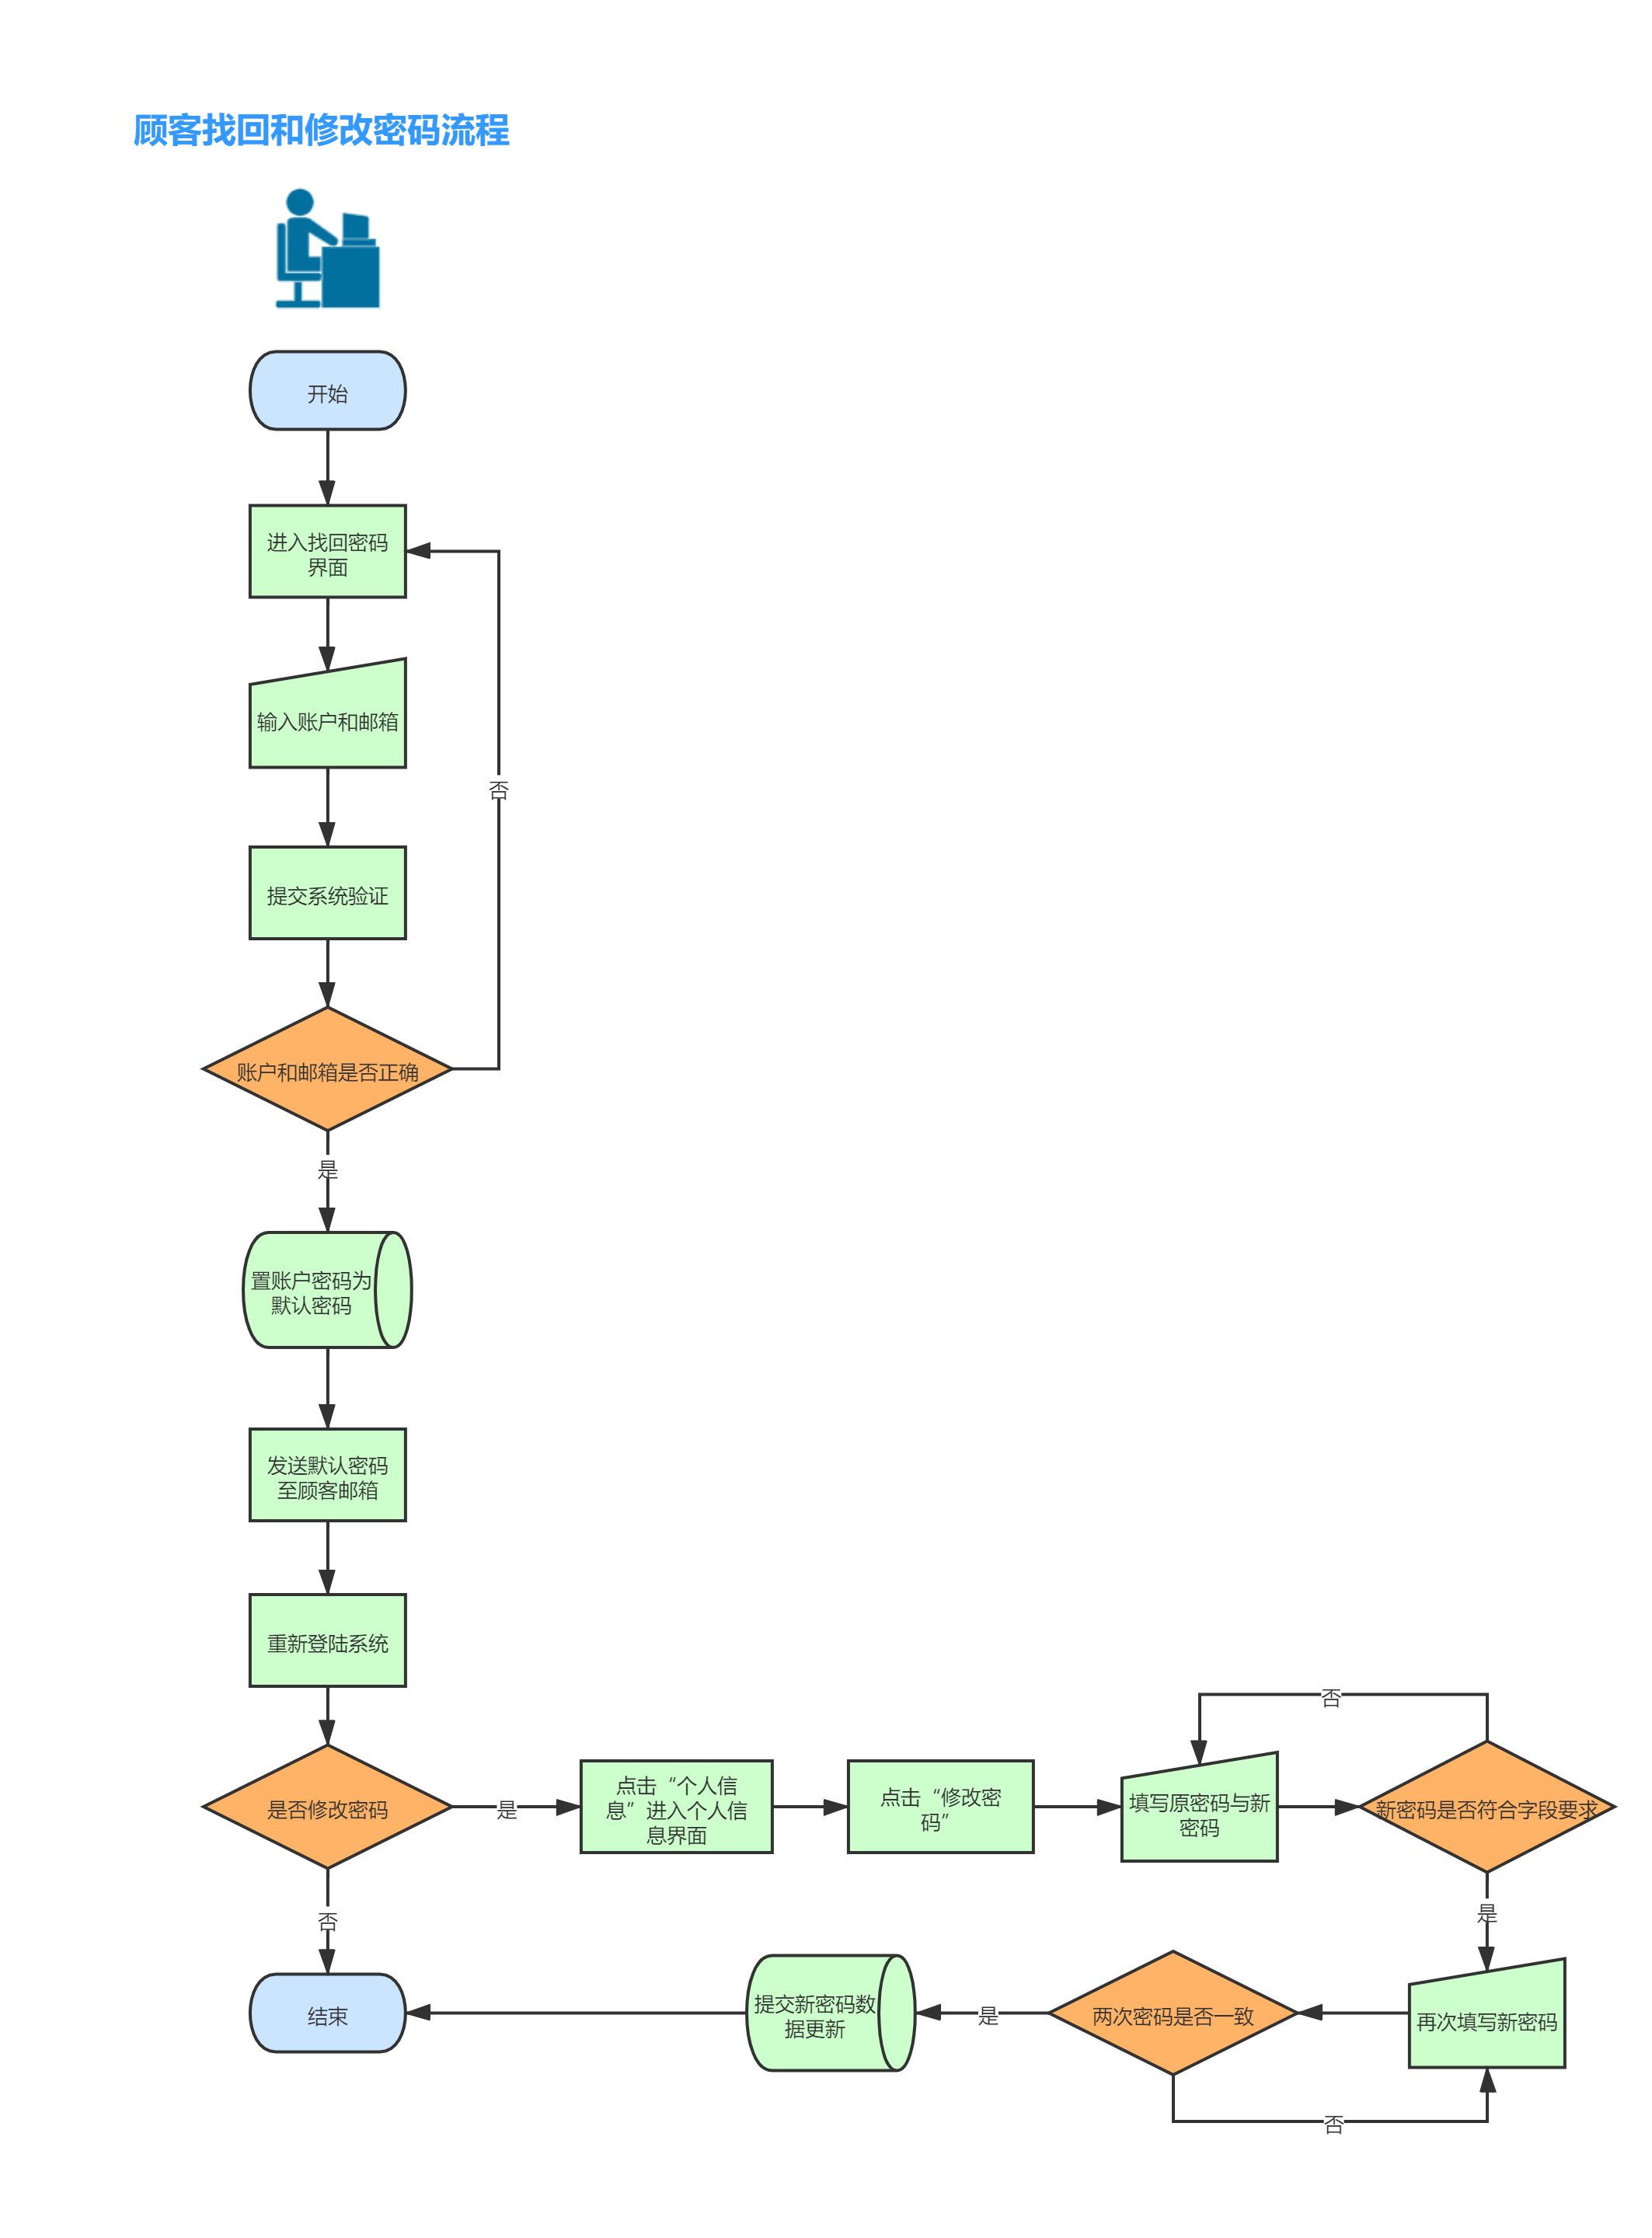 顾客找回和修改密码流程
开始
进入找回密码
界面
输入账户和邮箱
否
提交系统验证
账户和邮箱是否正确
是
置账户密码为
默认密码
发送默认密码
至顾客邮箱
重新登陆系统
否
是否修改密码
是
点击“个人信
息”进入个人信
息界面
点击“修改密
码”
填写原密码与新
密码
新密码是否符合字段要求
是
否
结束
提交新密码数
据更新
是
两次密码是否一致
再次填写新密码
否